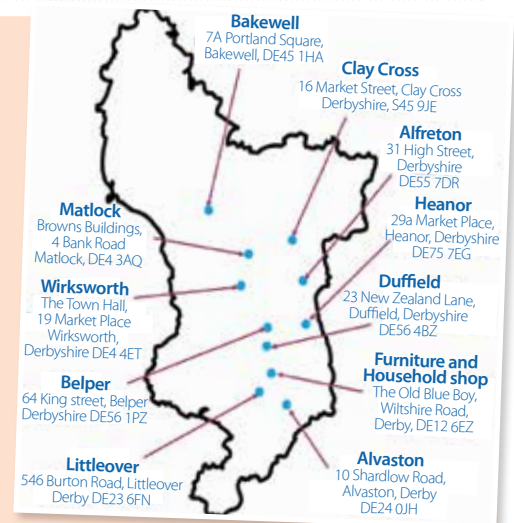 Bakewell
7A Portland Square,
Bakewell, DE45 1HA
Clay Cross
16 Market Street, Clay Cross
Derbyshire, S45 9JE
Alfreton
31 High Street,
Derbyshire
DE55 7DR
Heanor
29a Market Place,
Heanor, Derbyshire
DE75 7EG
Duffield
23 New Zealand Lane,
Duffield, Derbyshire
DE56 4BZ
Furniture and
Household shop
The Old Blue Boy,
Wiltshire Road,
Derby, DE12 6EZ
Alvaston
10 Shardlow Road,
Alvaston, Derby
DE24 0JH
Matlock
Browns Buildings,
4 Bank Road
Matlock, DE4 3AQ
Wirksworth
The Town Hall,
19 Market Place
Wirksworth,
Derbyshire DE4 4ET
Belper
64 King street, Belper
Derbyshire DE56 1PZ
Littleover
546 Burton Road, Littleover
Derby DE23 6FN